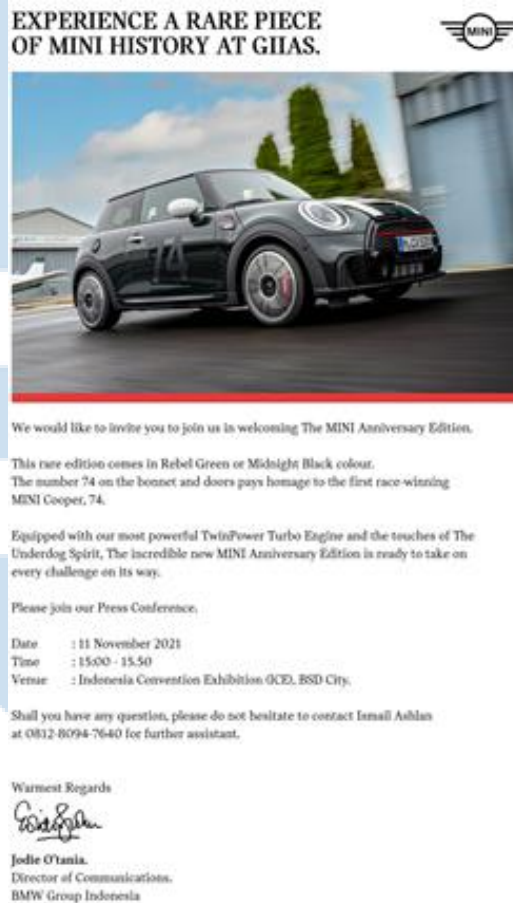 EXPERIENCE A RARE PIECE
OF MINI HISTORY AT GIIAS.
MINI
74
We would like to invite you to join us in welcoming The MINI Anniversary Edition.
This rare edition comes in Rebel Green or Midnight Black colour.
The number 74 on the bonnet and doors pays homage to the first race-winning
MINI Cooper, 74.
Equipped with our most powerful TwinPower Turbo Engine and the touches of The
Underdog Spirit, The incredible new MINI Anniversary Edition is ready to take on
every challenge on its way.
Please join our Press Conference.
Date : 11 November 2021
Time : 15:00 - 15.50
Venue : Indonesia Convention Exhibition (ICE), BSD City.
Shall you have any question, please do not hesitate to contact Ismail Ashlan
at 0812-8094-7640 for further assistant.
Warmest Regards
Jodie O'tania.
Director of Communications.
BMW Group Indonesia